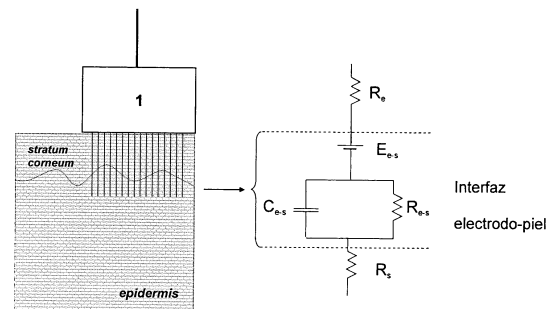 1
stratum
corneum
epidermis
Re
Ee-s
Ce-s
Re-s
Rs
Interfaz
electrodo-piel